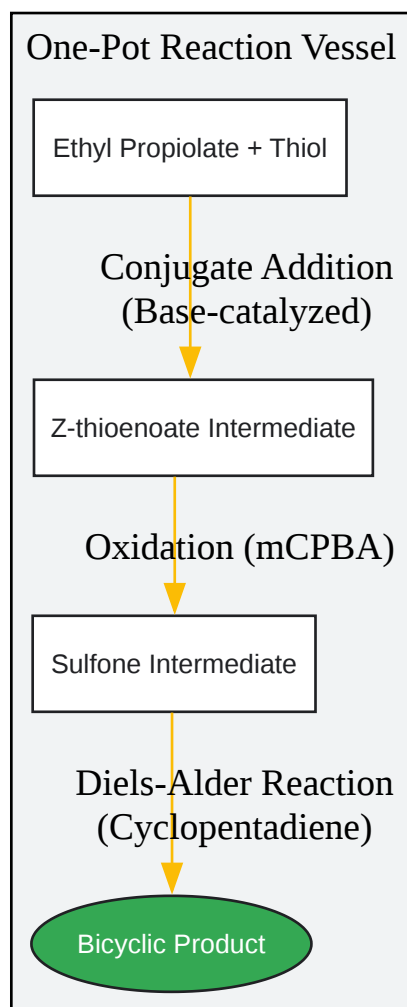 One-Pot Reaction Vessel
Ethyl Propiolate + Thiol
Conjugate Addition
(Base-catalyzed)
Z-thioenoate Intermediate
Oxidation (mCPBA)
Sulfone Intermediate
Diels-Alder Reaction
(Cyclopentadiene)
Bicyclic Product